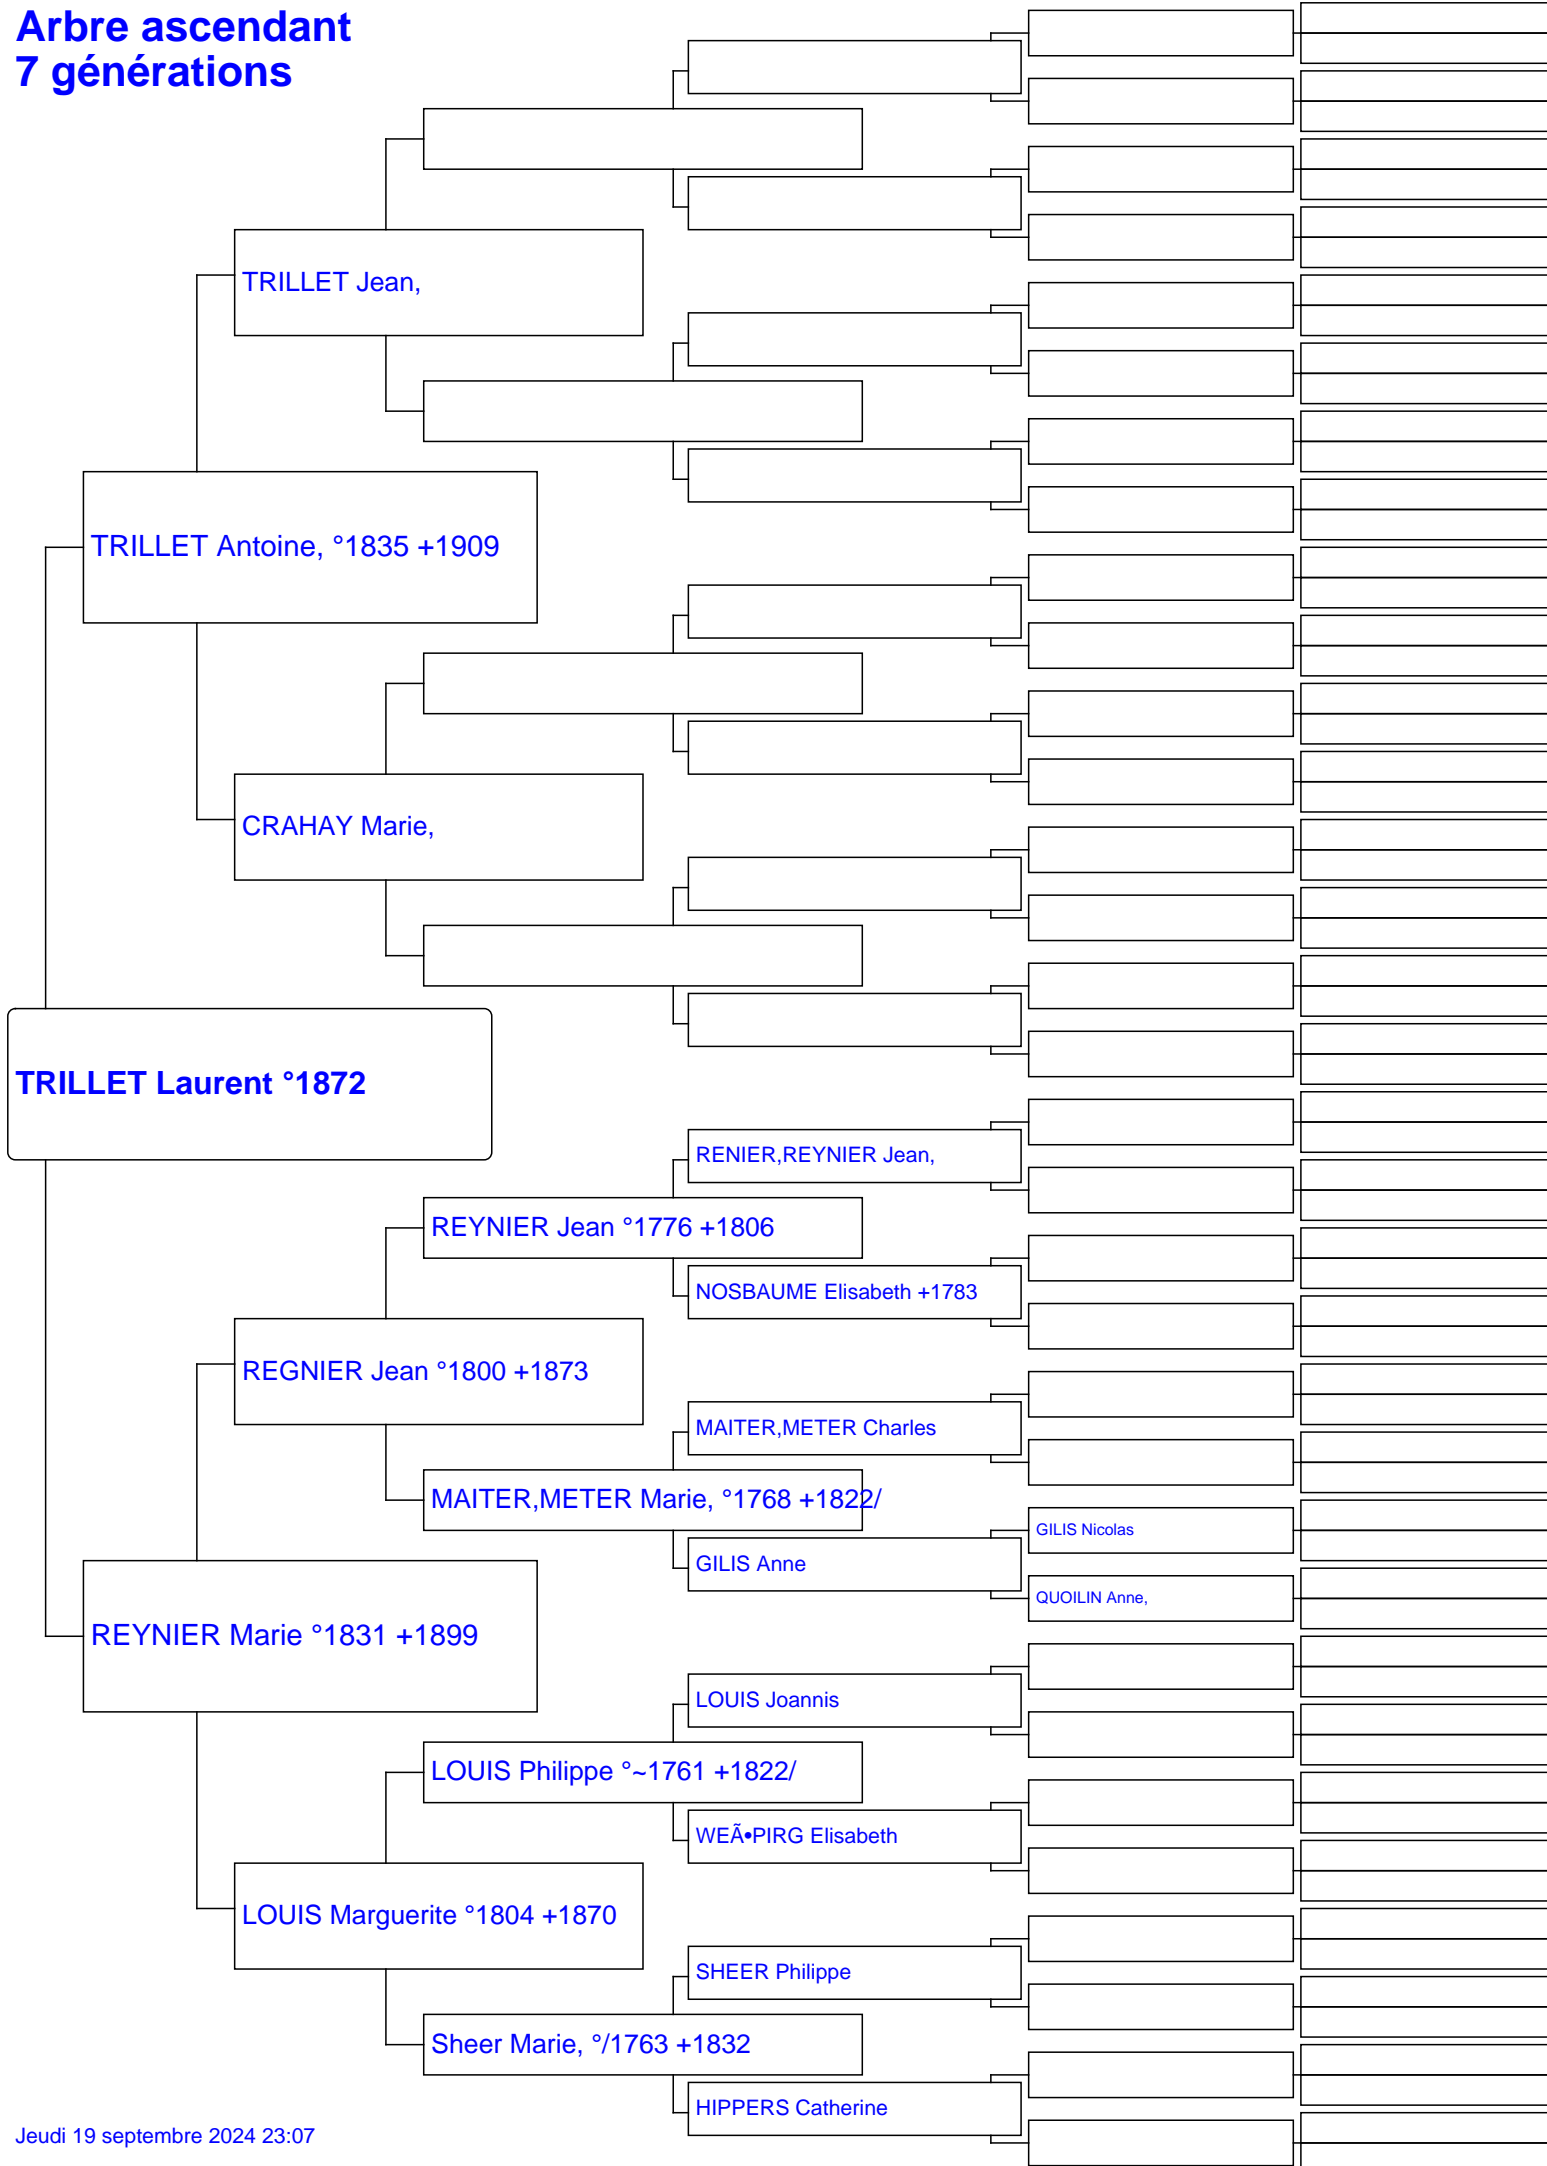 Arbre ascendant
7 générations
TRILLET Jean,
TRILLET Antoine, °1835 +1909
CRAHAY Marie,
TRILLET Laurent °1872
RENIER,REYNIER Jean,
REYNIER Jean °1776 +1806
NOSBAUME Elisabeth +1783
REGNIER Jean °1800 +1873
MAITER,METER Charles
MAITER,METER Marie, °1768 +1822/
GILIS Nicolas
GILIS Anne
QUOILIN Anne,
REYNIER Marie °1831 +1899
LOUIS Joannis
LOUIS Philippe °~1761 +1822/
WEÃ•PIRG Elisabeth
LOUIS Marguerite °1804 +1870
SHEER Philippe
Sheer Marie, °/1763 +1832
HIPPERS Catherine
Jeudi 19 septembre 2024 23:07